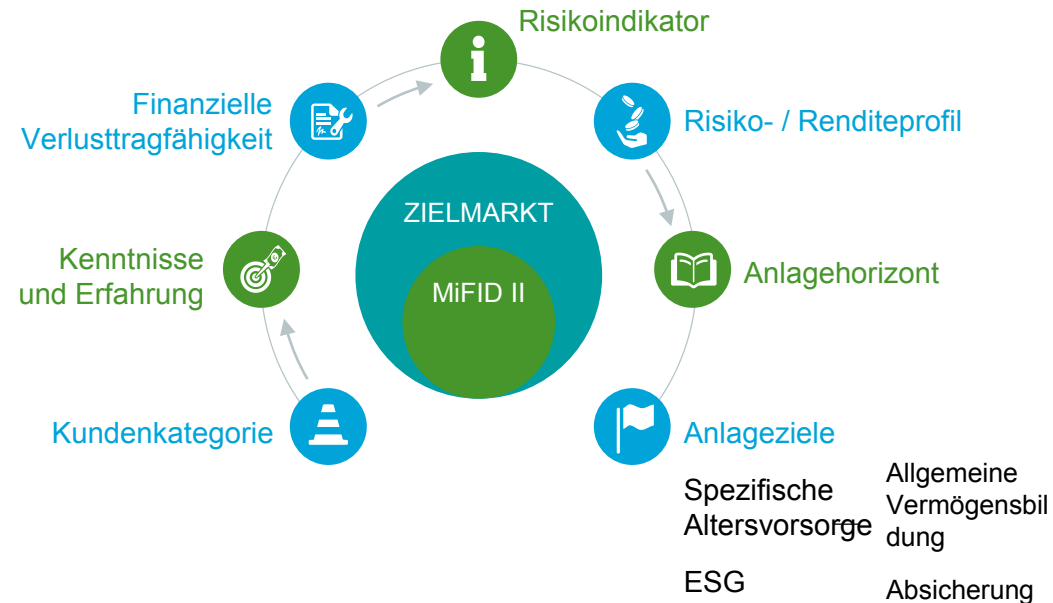 Risikoindikator
Finanzielle
Verlusttragfähigkeit
Risiko- / Renditeprofil
ZIELMARKT
Kenntnisse
und Erfahrung
MiFID II
Anlagehorizont
Kundenkategorie
Anlageziele
Spezifische
Altersvorsorge
Allgemeine
Vermögensbil
dung
ESG
Absicherung